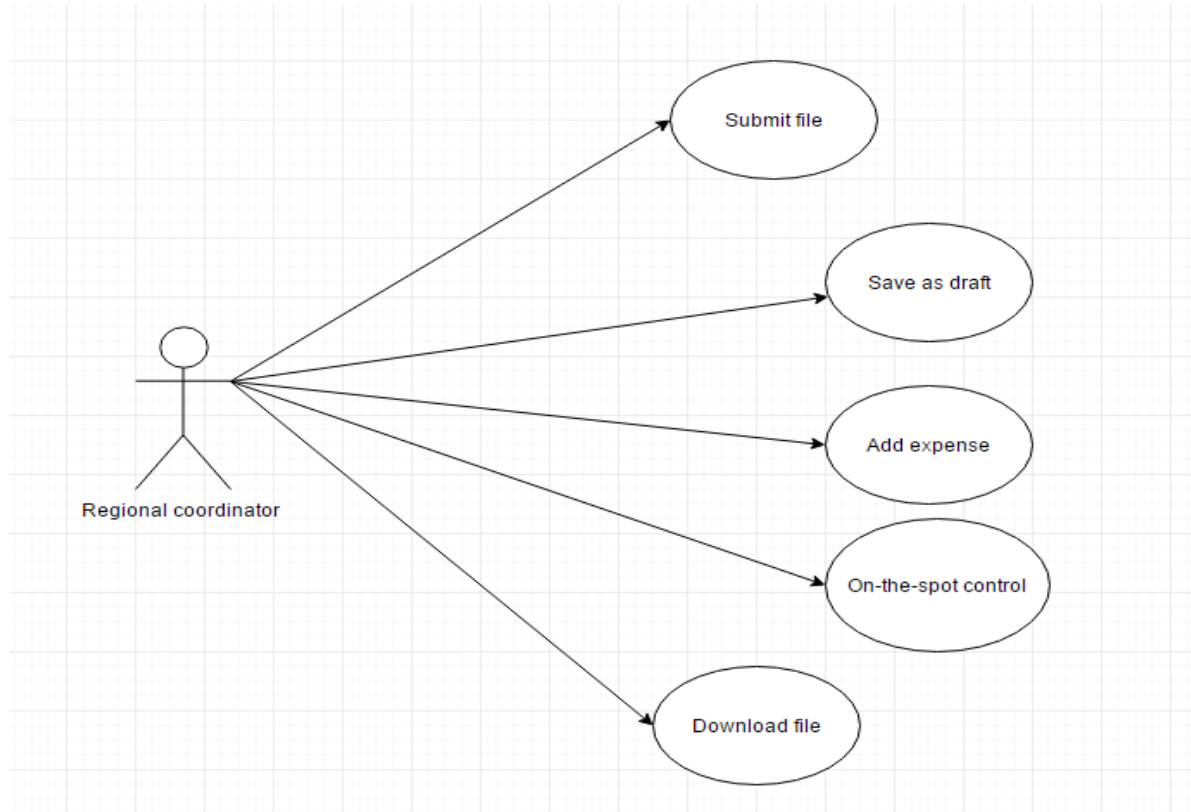 Submit file
Save as draft
Add expense
Regional coordinator
On-the-spot control
Download file